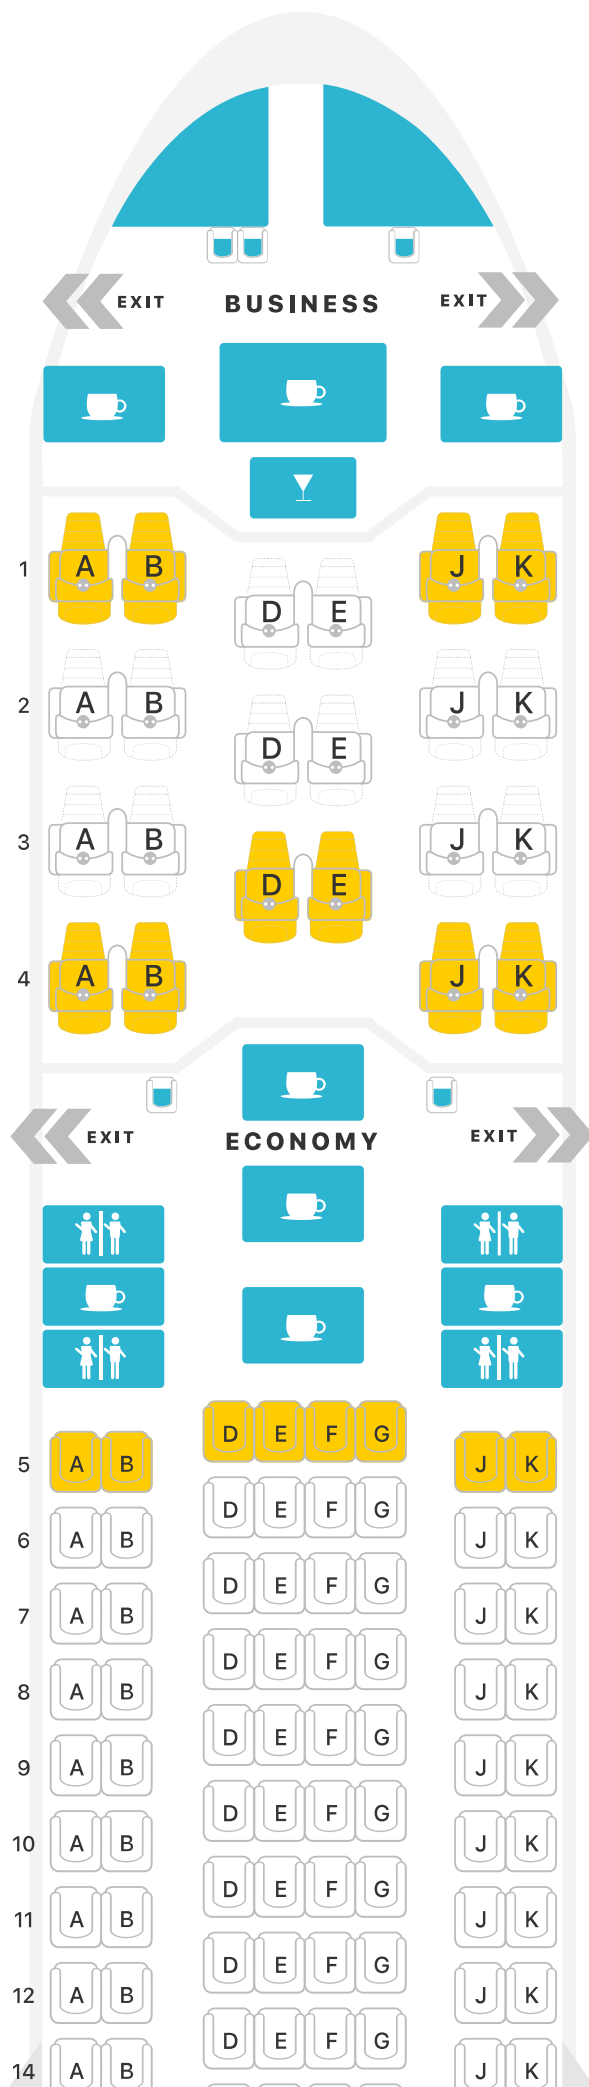 EXIT BUSINESS EXIT
1 A B J K
D E
2 A B J K
D E
3 A B J K
D E
4 A B J K
EXIT ECONOMY EXIT
D E F G
5 A B J K
D E F G
6 A B J K
D E F G
7 A B J K
D E F G
8 A B J K
D E F G
9 A B J K
D E F G
10 A B J K
D E F G
11 A B J K
D E F G
12 A B J K
D E F G
14 A B J K